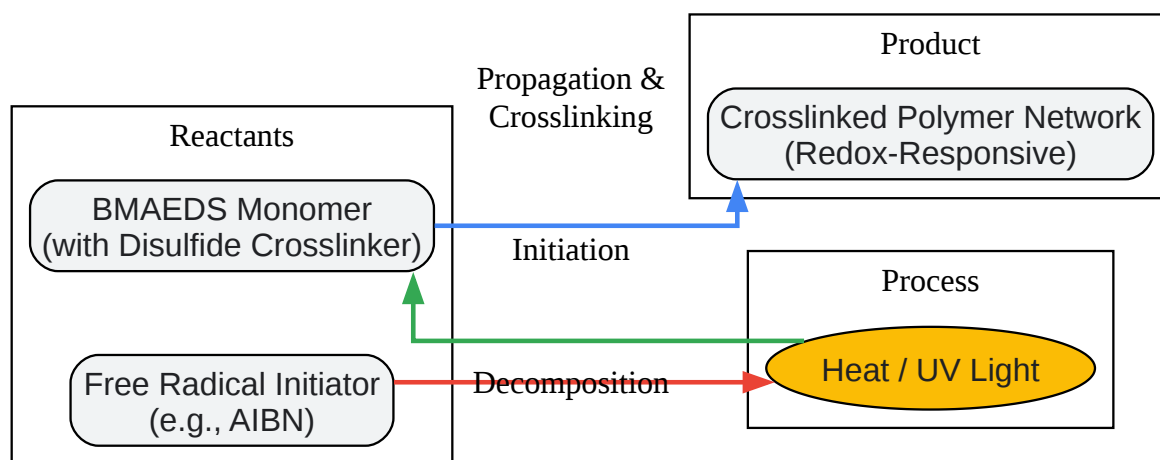 Product
Propagation &
Crosslinking
Crosslinked Polymer Network
(Redox-Responsive)
Reactants
BMAEDS Monomer
(with Disulfide Crosslinker)
Initiation
Process
Heat / UV Light
Free Radical Initiator
(e.g., AIBN)
Decomposition